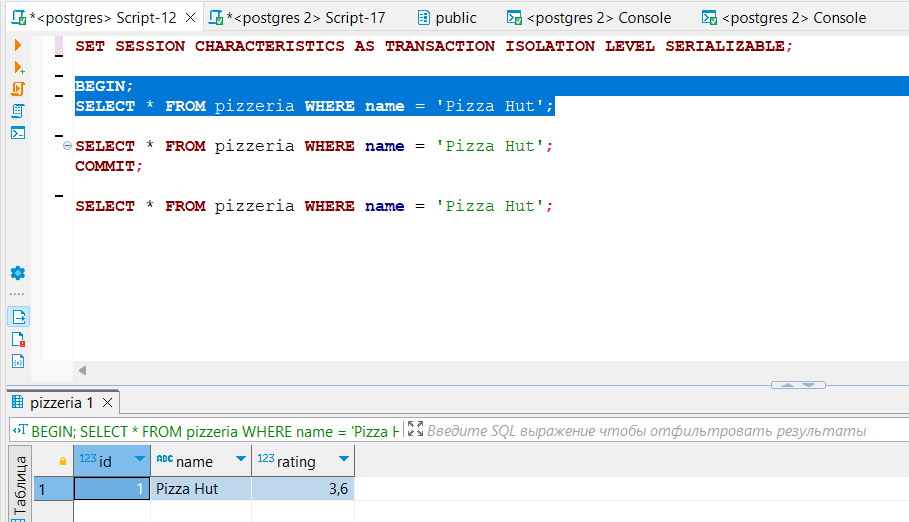 *<postgres> Script-12
*<postgres 2> Script-17
public
<postgres 2> Console
<postgres 2> Console
SET SESSION CHARACTERISTICS AS TRANSACTION ISOLATION LEVEL SERIALIZABLE;
BEGIN;
SELECT * FROM pizzeria WHERE name = 'Pizza Hut';
SELECT * FROM pizzeria WHERE name = 'Pizza Hut';
COMMIT;
SELECT * FROM pizzeria WHERE name = 'Pizza Hut';
pizzeria 1
BEGIN; SELECT * FROM pizzeria WHERE name = 'Pizza H
Введите SQL выражение чтобы отфильтровать результаты
Таблица
123 id ABC name 123 rating
1 1 Pizza Hut 3,6